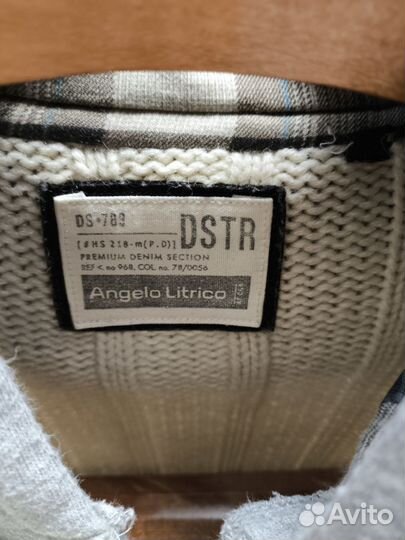 DS•789
DSTR
[#HS 218-m(P.D)]
PREMIUM DENIM SECTION
REF<.no 968. COL no. 78/0056
Angelo Litrico
Avito